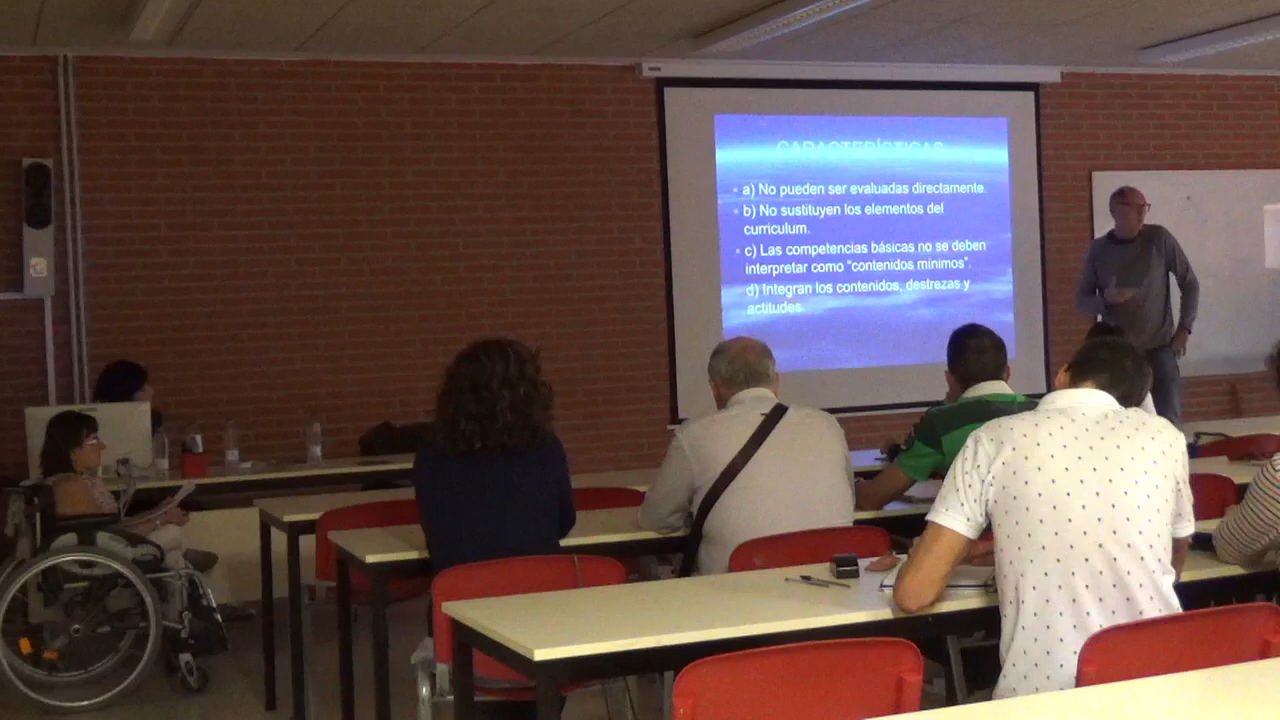 CARACTERÍSTICAS
a) No pueden ser evaluadas directamente
b) No sustituyen los elementos del
curriculum.
c) Las competencias básicas no se deben
interpretar como “contenidos mínimos”.
d) Integran los contenidos, destrezas y
actitudes.